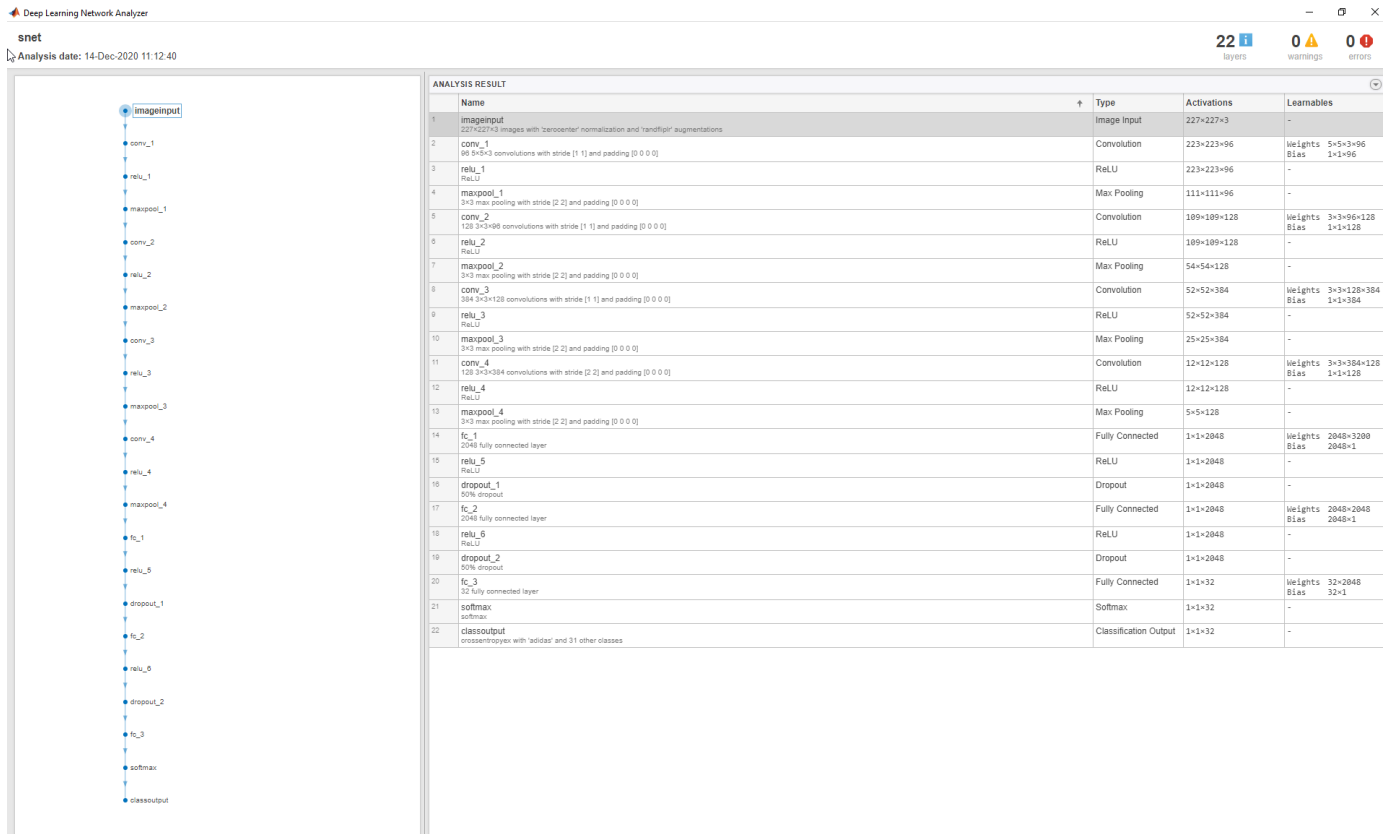 Deep Learning Network Analyzer
snet
Analysis date: 14-Dec-2020 11:12:40
22 layers
0 warnings
0 errors
imageinput
conv_1
relu_1
maxpool_1
conv_2
relu_2
maxpool_2
conv_3
relu_3
maxpool_3
conv_4
relu_4
maxpool_4
fc_1
relu_5
dropout_1
fc_2
relu_6
dropout_2
fc_3
softmax
classoutput
ANALYSIS RESULT
Name Type Activations Learnables
1 imageinput Image Input 227×227×3 -
227×227×3 images with 'zerocenter' normalization and 'randfliplr' augmentations
2 conv_1 Convolution 223×223×96 Weights 5×5×3×96
96 5×5×3 convolutions with stride [1 1] and padding [0 0 0 0] Bias 1×1×96
3 relu_1 ReLU 223×223×96 -
ReLU
4 maxpool_1 Max Pooling 111×111×96 -
3×3 max pooling with stride [2 2] and padding [0 0 0 0]
5 conv_2 Convolution 109×109×128 Weights 3×3×96×128
128 3×3×96 convolutions with stride [1 1] and padding [0 0 0 0] Bias 1×1×128
6 relu_2 ReLU 109×109×128 -
ReLU
7 maxpool_2 Max Pooling 54×54×128 -
3×3 max pooling with stride [2 2] and padding [0 0 0 0]
8 conv_3 Convolution 52×52×384 Weights 3×3×128×384
384 3×3×128 convolutions with stride [1 1] and padding [0 0 0 0] Bias 1×1×384
9 relu_3 ReLU 52×52×384 -
ReLU
10 maxpool_3 Max Pooling 25×25×384 -
3×3 max pooling with stride [2 2] and padding [0 0 0 0]
11 conv_4 Convolution 12×12×128 Weights 3×3×384×128
128 3×3×384 convolutions with stride [2 2] and padding [0 0 0 0] Bias 1×1×128
12 relu_4 ReLU 12×12×128 -
ReLU
13 maxpool_4 Max Pooling 5×5×128 -
3×3 max pooling with stride [2 2] and padding [0 0 0 0]
14 fc_1 Fully Connected 1×1×2048 Weights 2048×3200
2048 fully connected layer Bias 2048×1
15 relu_5 ReLU 1×1×2048 -
ReLU
16 dropout_1 Dropout 1×1×2048 -
50% dropout
17 fc_2 Fully Connected 1×1×2048 Weights 2048×2048
2048 fully connected layer Bias 2048×1
18 relu_6 ReLU 1×1×2048 -
ReLU
19 dropout_2 Dropout 1×1×2048 -
50% dropout
20 fc_3 Fully Connected 1×1×32 Weights 32×2048
32 fully connected layer Bias 32×1
21 softmax Softmax 1×1×32 -
softmax
22 classoutput Classification Output 1×1×32 -
crossentropyex with 'adidas' and 31 other classes